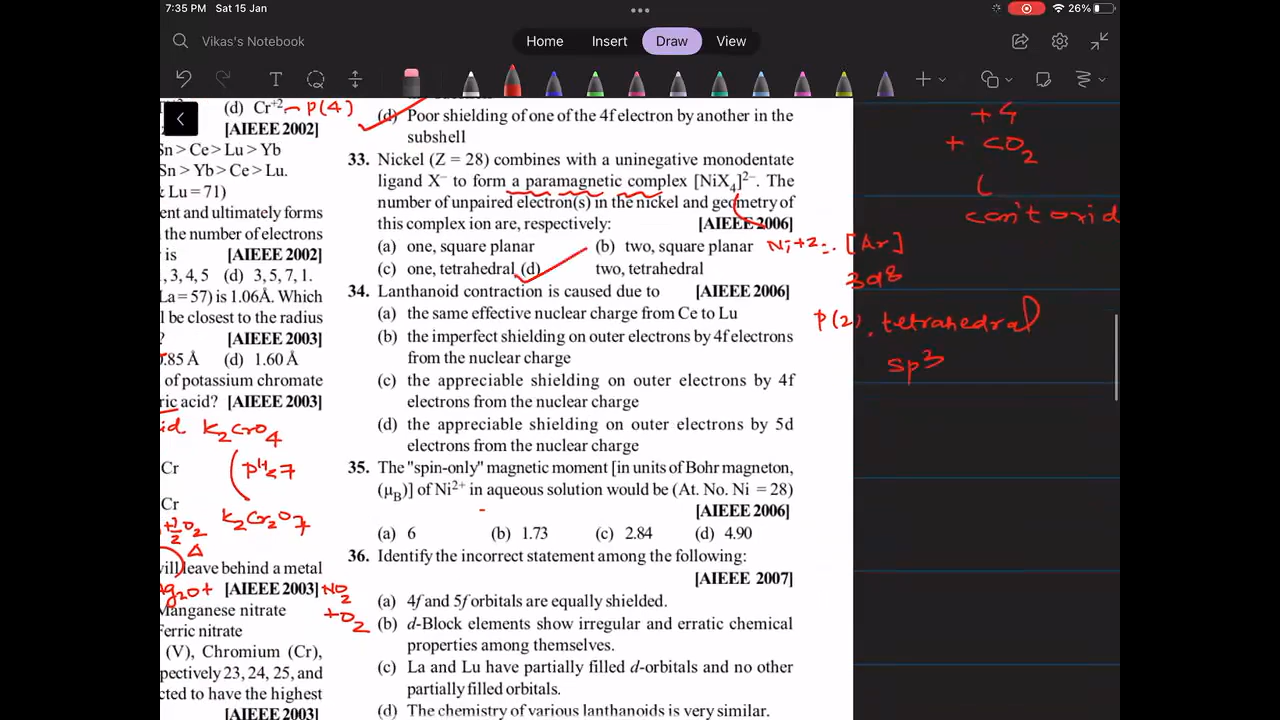 7:35 PM Sat 15 Jan
26%
Vikas's Notebook
Home Insert Draw View
(d) Cr+2 P(4)
[AIEEE 2002]
Sn > Ce > Lu > Yb
Sn > Yb > Ce > Lu.
Lu = 71)
ent and ultimately forms
the number of electrons
is [AIEEE 2002]
, 3, 4, 5 (d) 3, 5, 7, 1.
La = 57) is 1.06Å. Which
l be closest to the radius
? [AIEEE 2003]
0.85 Å (d) 1.60 Å
of potassium chromate
ric acid? [AIEEE 2003]
id K2CrO4
Cr
pH<7
Cr
K2Cr2O7
+1/2O2
Δ
will leave behind a metal
Ag2O+ [AIEEE 2003] NO2
Manganese nitrate
+O2
Ferric nitrate
(V), Chromium (Cr),
pectively 23, 24, 25, and
cted to have the highest
[AIEEE 2003]
(d) Poor shielding of one of the 4f electron by another in the
subshell
33. Nickel (Z = 28) combines with a uninegative monodentate
ligand X– to form a paramagnetic complex [NiX4]2–. The
number of unpaired electron(s) in the nickel and geometry of
this complex ion are, respectively: [AIEEE 2006]
(a) one, square planar (b) two, square planar
(c) one, tetrahedral (d) two, tetrahedral
34. Lanthanoid contraction is caused due to [AIEEE 2006]
(a) the same effective nuclear charge from Ce to Lu
(b) the imperfect shielding on outer electrons by 4f electrons
from the nuclear charge
(c) the appreciable shielding on outer electrons by 4f
electrons from the nuclear charge
(d) the appreciable shielding on outer electrons by 5d
electrons from the nuclear charge
35. The "spin-only" magnetic moment [in units of Bohr magneton,
(μB)] of Ni2+ in aqueous solution would be (At. No. Ni = 28)
[AIEEE 2006]
(a) 6 (b) 1.73 (c) 2.84 (d) 4.90
36. Identify the incorrect statement among the following:
[AIEEE 2007]
(a) 4f and 5f orbitals are equally shielded.
(b) d-Block elements show irregular and erratic chemical
properties among themselves.
(c) La and Lu have partially filled d-orbitals and no other
partially filled orbitals.
(d) The chemistry of various lanthanoids is very similar.
+4
+ CO2
can't oxid
Ni+2 = [Ar]
3d8
P(2). tetrahedral
sp3